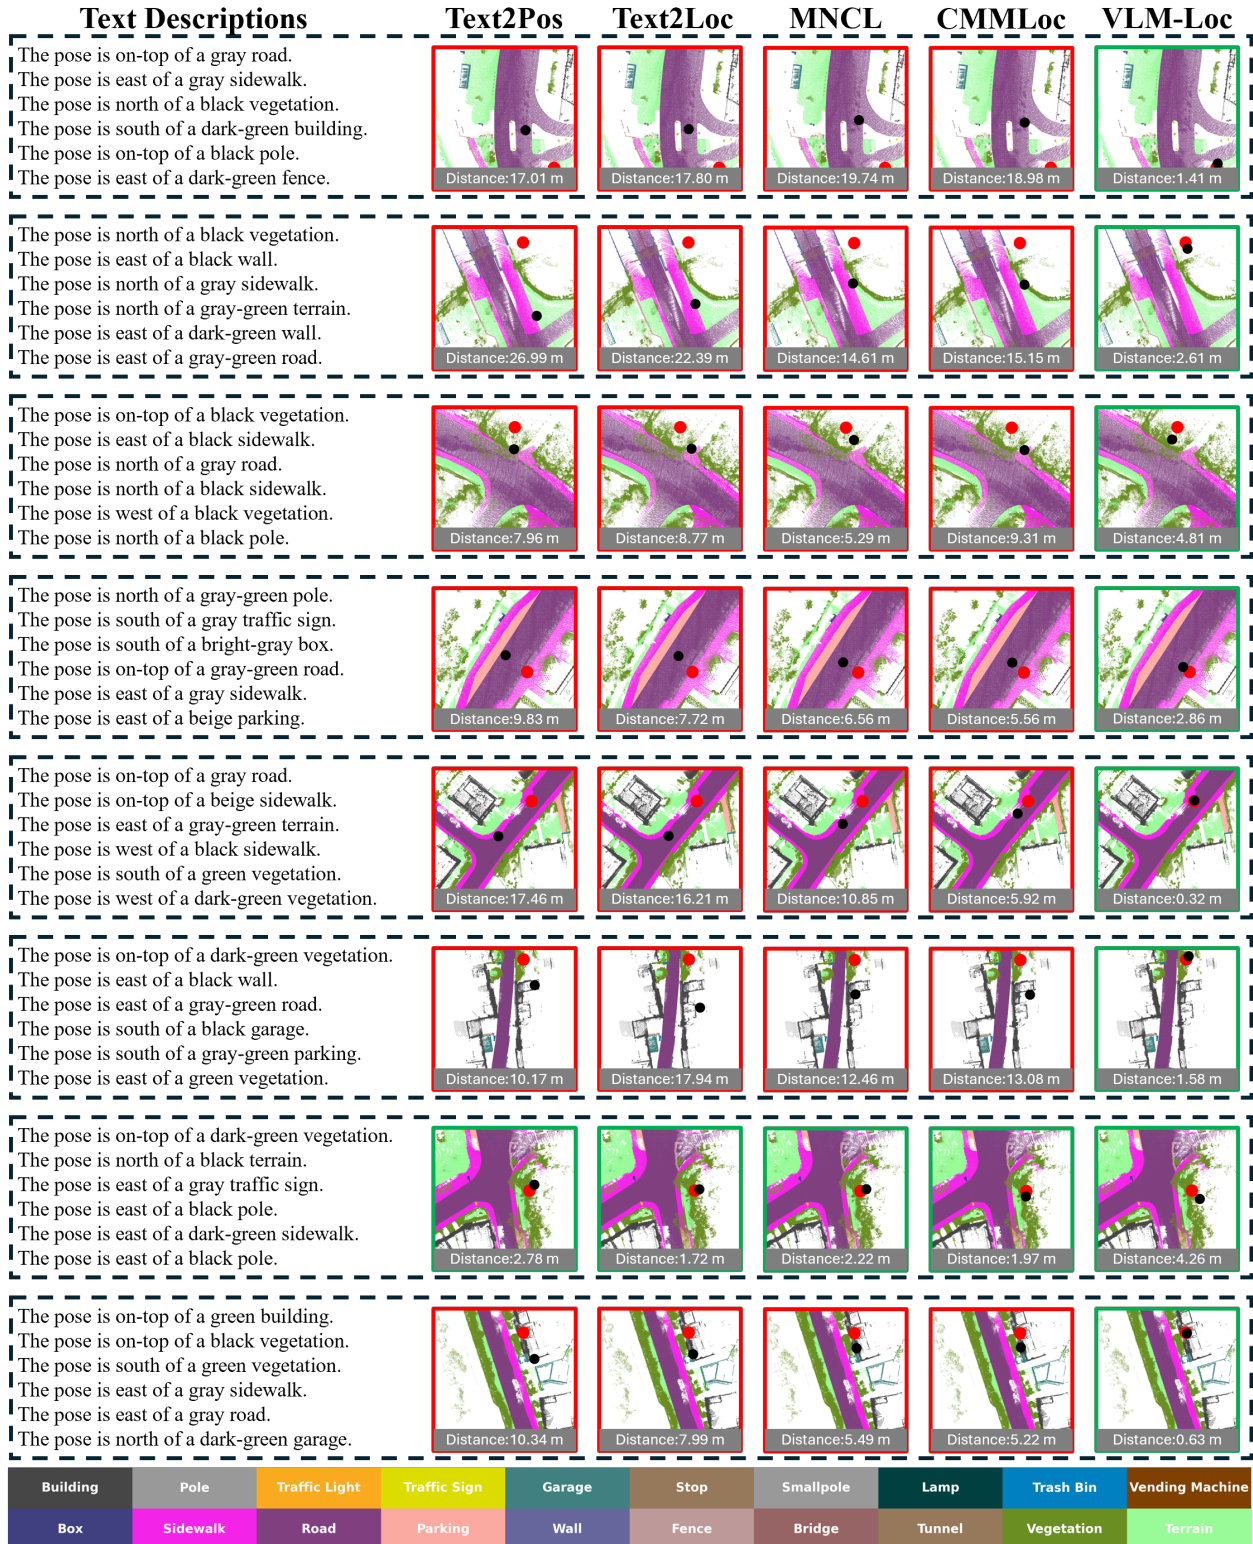 Text Descriptions Text2Pos Text2Loc MNCL CMMLoc VLM-Loc
The pose is on-top of a gray road.
The pose is east of a gray sidewalk.
The pose is north of a black vegetation.
The pose is south of a dark-green building.
The pose is on-top of a black pole.
The pose is east of a dark-green fence.
Distance:17.01 m Distance:17.80 m Distance:19.74 m Distance:18.98 m Distance:1.41 m
The pose is north of a black vegetation.
The pose is east of a black wall.
The pose is north of a gray sidewalk.
The pose is north of a gray-green terrain.
The pose is east of a dark-green wall.
The pose is east of a gray-green road.
Distance:26.99 m Distance:22.39 m Distance:14.61 m Distance:15.15 m Distance:2.61 m
The pose is on-top of a black vegetation.
The pose is east of a black sidewalk.
The pose is north of a gray road.
The pose is north of a black sidewalk.
The pose is west of a black vegetation.
The pose is north of a black pole.
Distance:7.96 m Distance:8.77 m Distance:5.29 m Distance:9.31 m Distance:4.81 m
The pose is north of a gray-green pole.
The pose is south of a gray traffic sign.
The pose is south of a bright-gray box.
The pose is on-top of a gray-green road.
The pose is east of a gray sidewalk.
The pose is east of a beige parking.
Distance:9.83 m Distance:7.72 m Distance:6.56 m Distance:5.56 m Distance:2.86 m
The pose is on-top of a gray road.
The pose is on-top of a beige sidewalk.
The pose is east of a gray-green terrain.
The pose is west of a black sidewalk.
The pose is south of a green vegetation.
The pose is west of a dark-green vegetation.
Distance:17.46 m Distance:16.21 m Distance:10.85 m Distance:5.92 m Distance:0.32 m
The pose is on-top of a dark-green vegetation.
The pose is east of a black wall.
The pose is east of a gray-green road.
The pose is south of a black garage.
The pose is south of a gray-green parking.
The pose is east of a green vegetation.
Distance:10.17 m Distance:17.94 m Distance:12.46 m Distance:13.08 m Distance:1.58 m
The pose is on-top of a dark-green vegetation.
The pose is north of a black terrain.
The pose is east of a gray traffic sign.
The pose is east of a black pole.
The pose is east of a dark-green sidewalk.
The pose is east of a black pole.
Distance:2.78 m Distance:1.72 m Distance:2.22 m Distance:1.97 m Distance:4.26 m
The pose is on-top of a green building.
The pose is on-top of a black vegetation.
The pose is south of a green vegetation.
The pose is east of a gray sidewalk.
The pose is east of a gray road.
The pose is north of a dark-green garage.
Distance:10.34 m Distance:7.99 m Distance:5.49 m Distance:5.22 m Distance:0.63 m
Building Pole Traffic Light Traffic Sign Garage Stop Smallpole Lamp Trash Bin Vending Machine
Box Sidewalk Road Parking Wall Fence Bridge Tunnel Vegetation Terrain